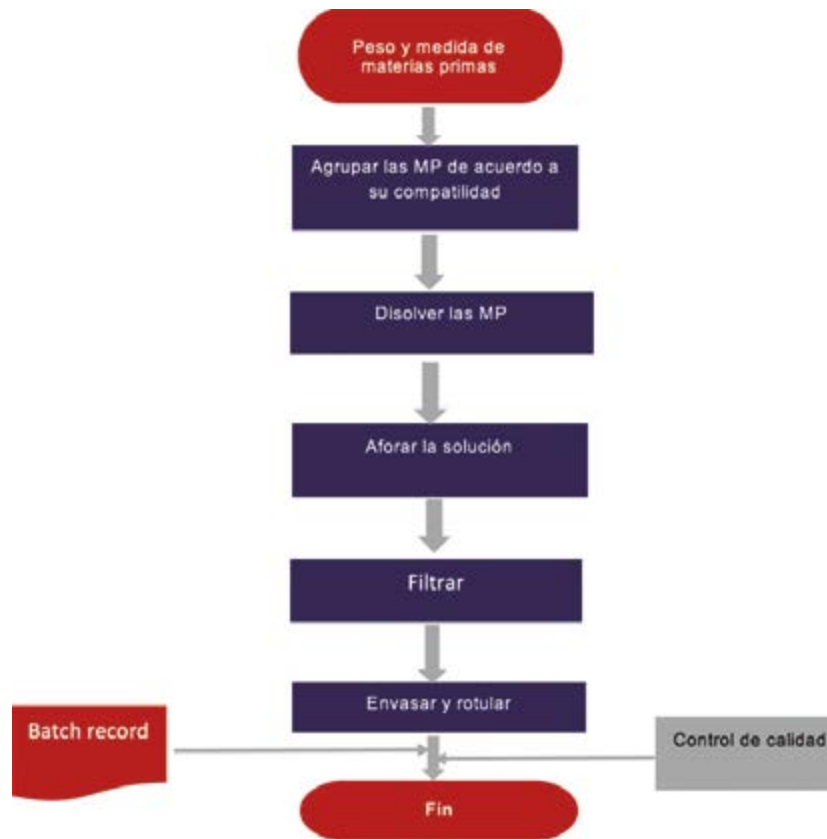 Peso y medida de
materias primas
Agrupar las MP de acuerdo a
su compatilidad
Disolver las MP
Aforar la solución
Filtrar
Envasar y rotular
Batch record
Control de calidad
Fin